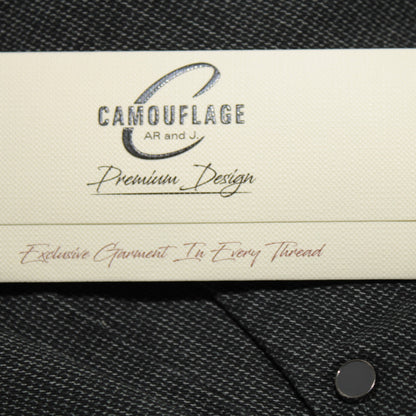 CAMOUFLAGE
AR and J.
Premium Design
Exclusive Garment In Every Thread